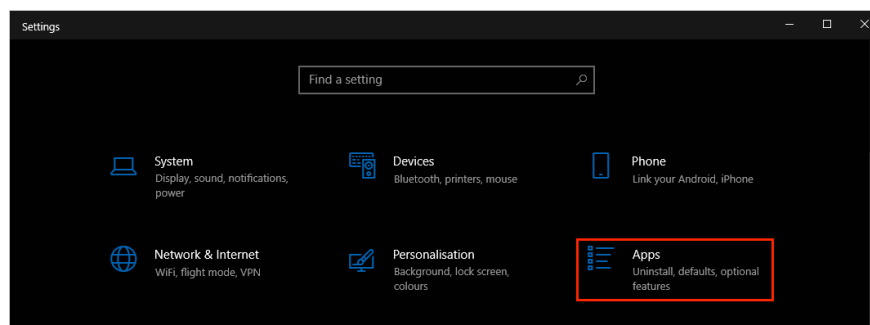 Settings
Find a setting
System
Display, sound, notifications,
power
Devices
Bluetooth, printers, mouse
Phone
Link your Android, iPhone
Network & Internet
WiFi, flight mode, VPN
Personalisation
Background, lock screen,
colours
Apps
Uninstall, defaults, optional
features